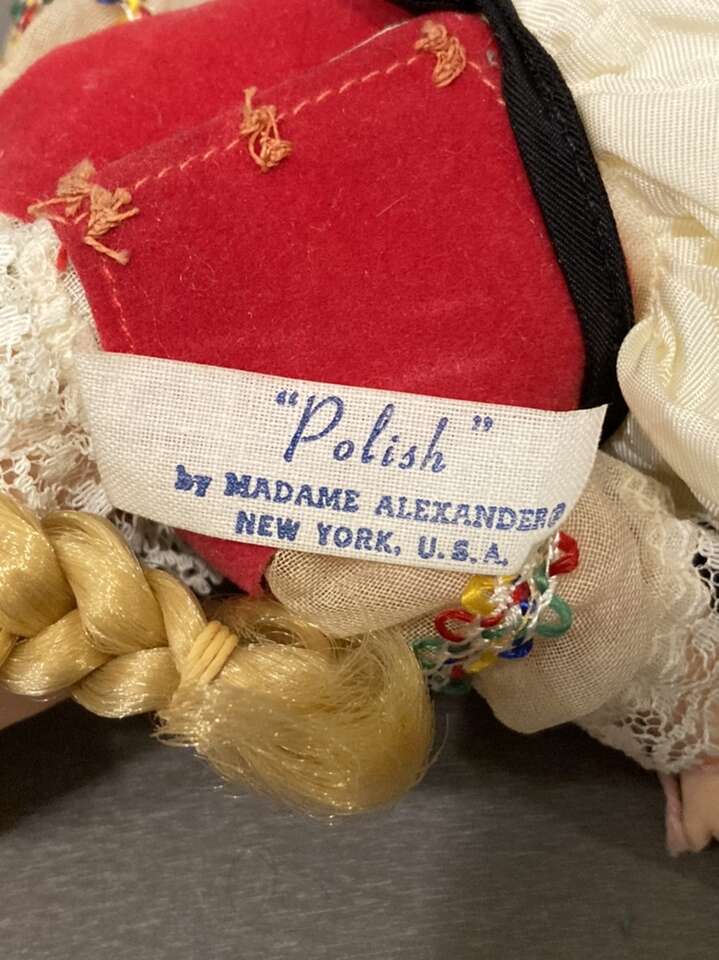 "Polish"
by MADAME ALEXANDER®
NEW YORK, U.S.A.